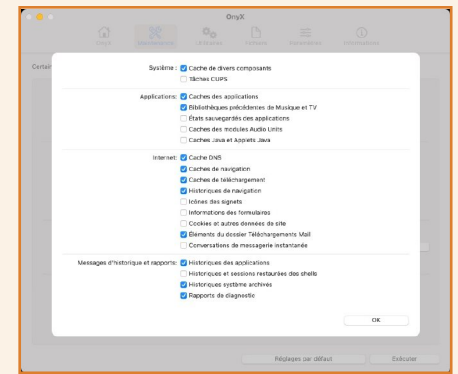 OnyX
OnyX Maintenance Utilitaires Fichiers Paramètres Informations
Certain
Système : Cache de divers composants
Tâches CUPS
Applications: Caches des applications
Bibliothèques précédentes de Musique et TV
États sauvegardés des applications
Caches des modules Audio Units
Caches Java et Applets Java
Internet: Cache DNS
Caches de navigation
Caches de téléchargement
Historiques de navigation
Icônes des signets
Informations des formulaires
Cookies et autres données de site
Éléments du dossier Téléchargements Mail
Conversations de messagerie instantanée
Messages d'historique et rapports: Historiques des applications
Historiques et sessions restaurées des shells
Historiques système archivés
Rapports de diagnostic
OK
Réglages par défaut Exécuter